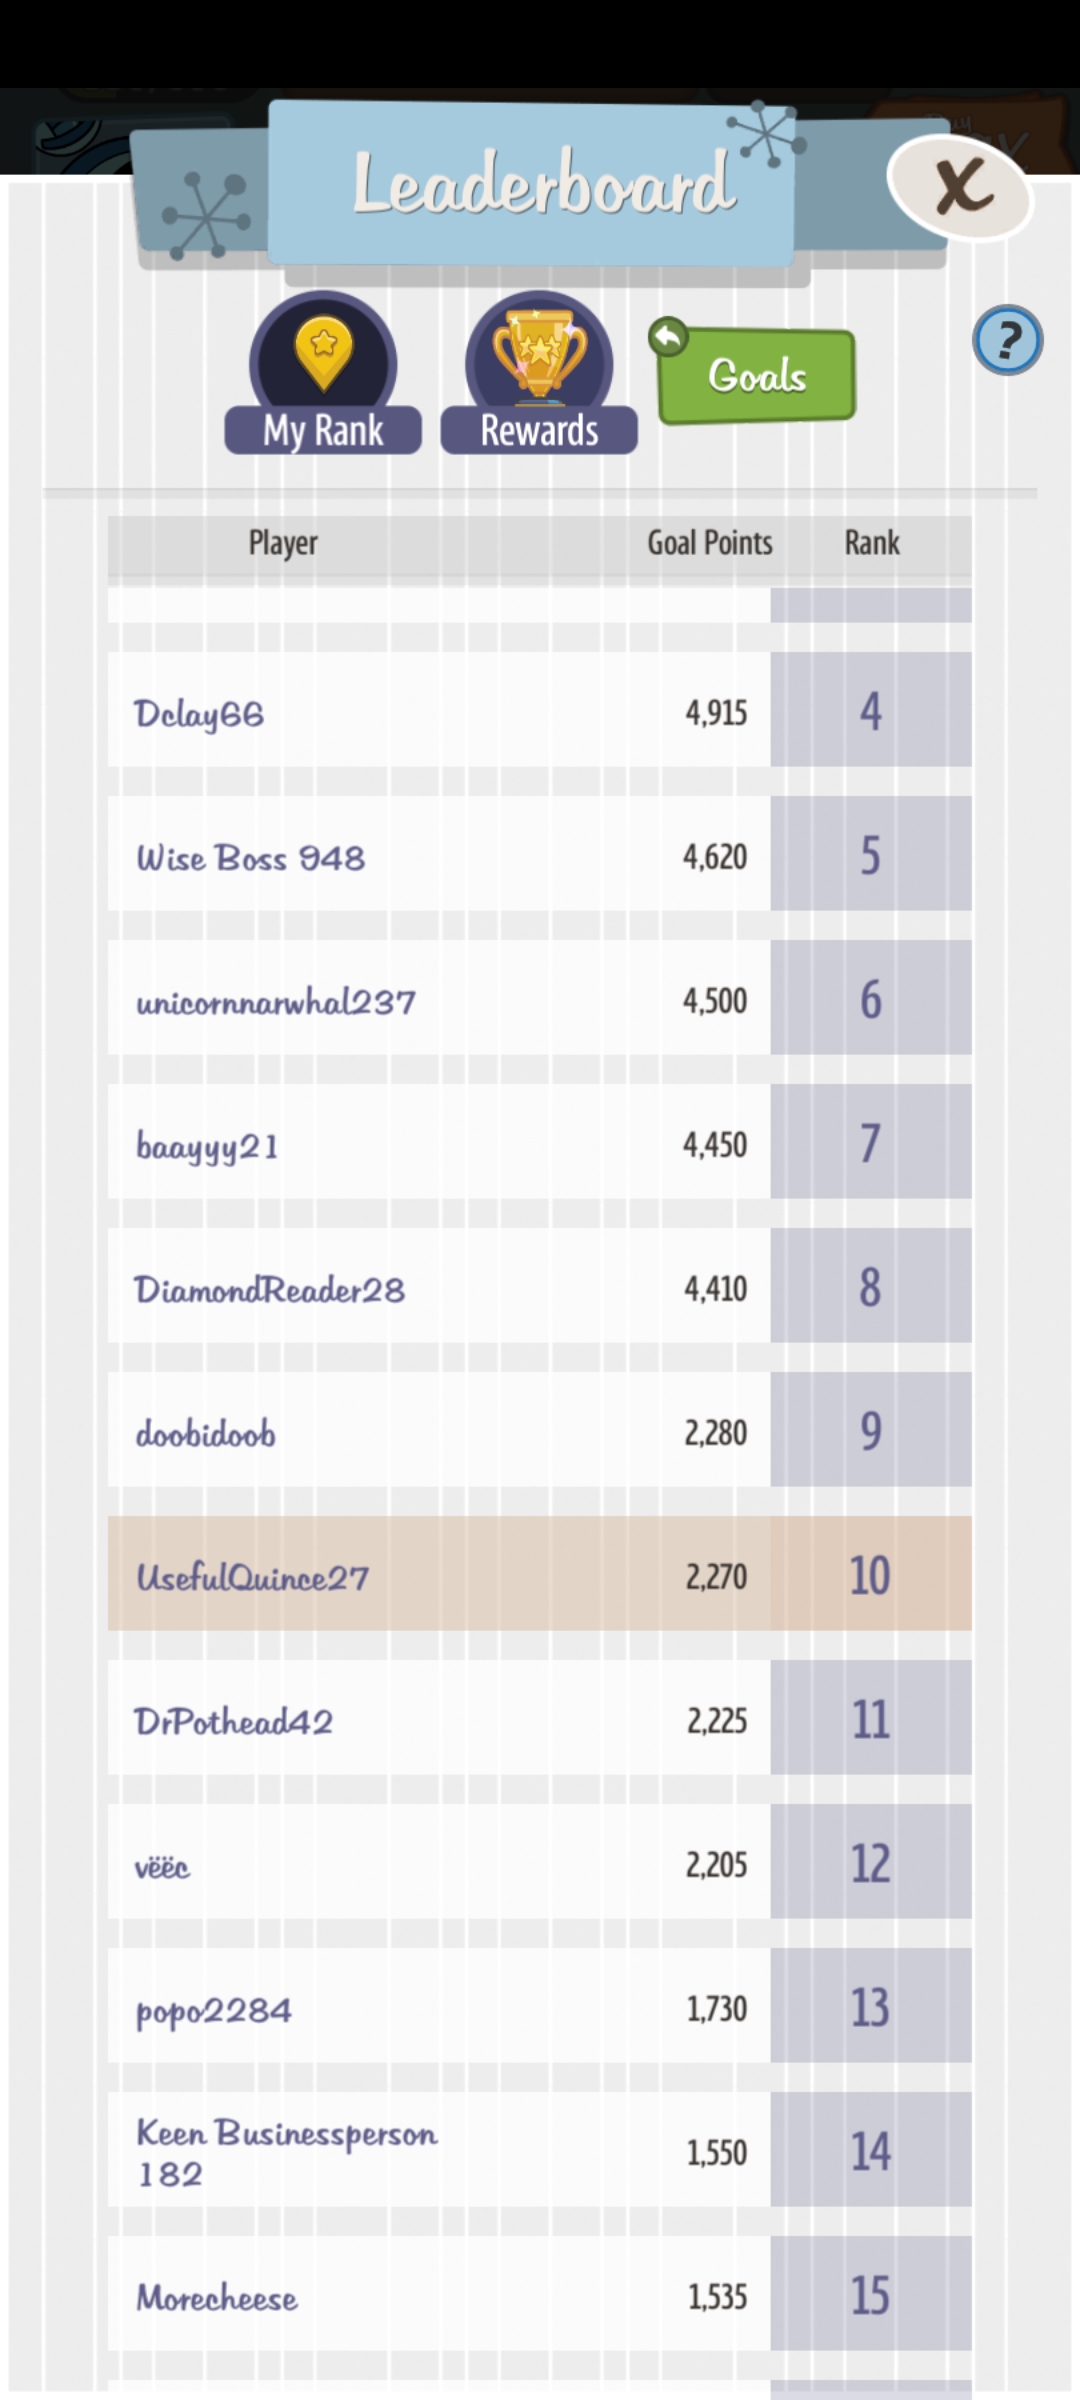 Leaderboard
X
My Rank
Rewards
Goals
?
Player Goal Points Rank
Dclay66 4,915 4
Wise Boss 948 4,620 5
unicornnarwhal237 4,500 6
baayyy21 4,450 7
DiamondReader28 4,410 8
doobidoob 2,280 9
UsefulQuince27 2,270 10
DrPothead42 2,225 11
vëëc 2,205 12
popo2284 1,730 13
Keen Businessperson
182 1,550 14
Morecheese 1,535 15